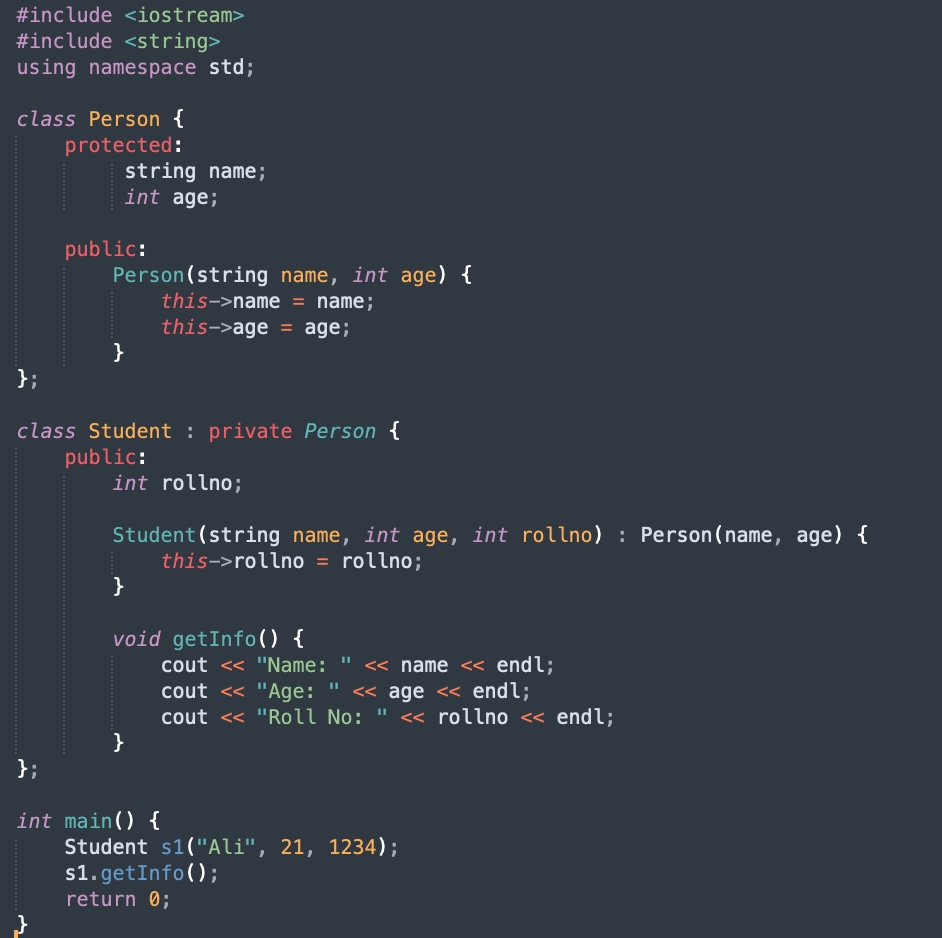 #include <iostream>
#include <string>
using namespace std;

class Person {
    protected:
         string name;
         int age;

    public:
        Person(string name, int age) {
            this->name = name;
            this->age = age;
        }
};

class Student : private Person {
    public:
        int rollno;

        Student(string name, int age, int rollno) : Person(name, age) {
            this->rollno = rollno;
        }

        void getInfo() {
            cout << "Name: " << name << endl;
            cout << "Age: " << age << endl;
            cout << "Roll No: " << rollno << endl;
        }
};

int main() {
    Student s1("Ali", 21, 1234);
    s1.getInfo();
    return 0;
}